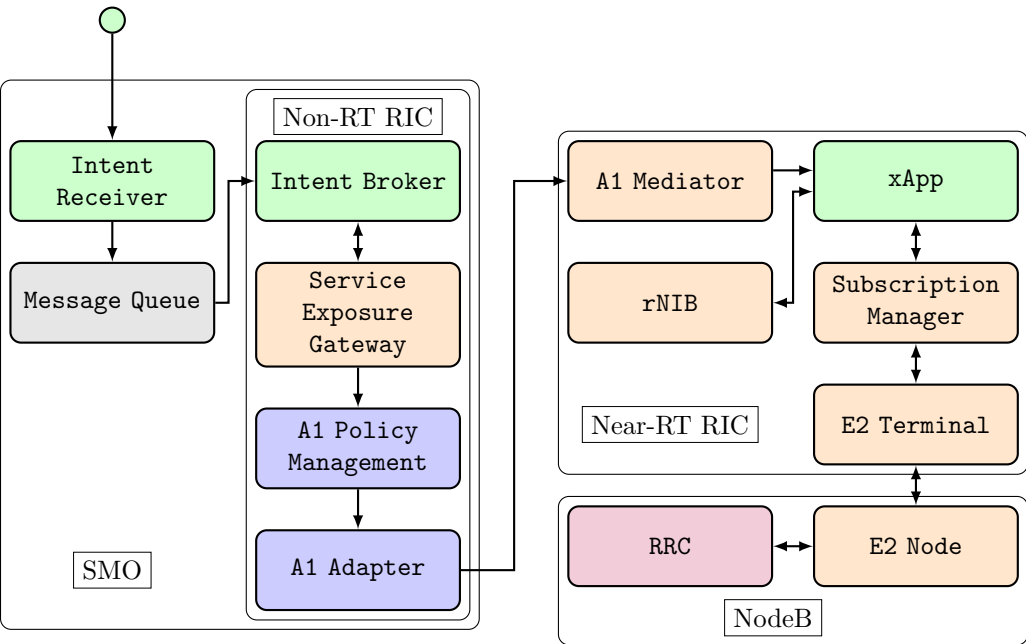 Non-RT RIC
Intent
Receiver
Intent Broker
Message Queue
Service
Exposure
Gateway
A1 Policy
Management
SMO
A1 Adapter
A1 Mediator
xApp
rNIB
Subscription
Manager
Near-RT RIC
E2 Terminal
RRC
E2 Node
NodeB